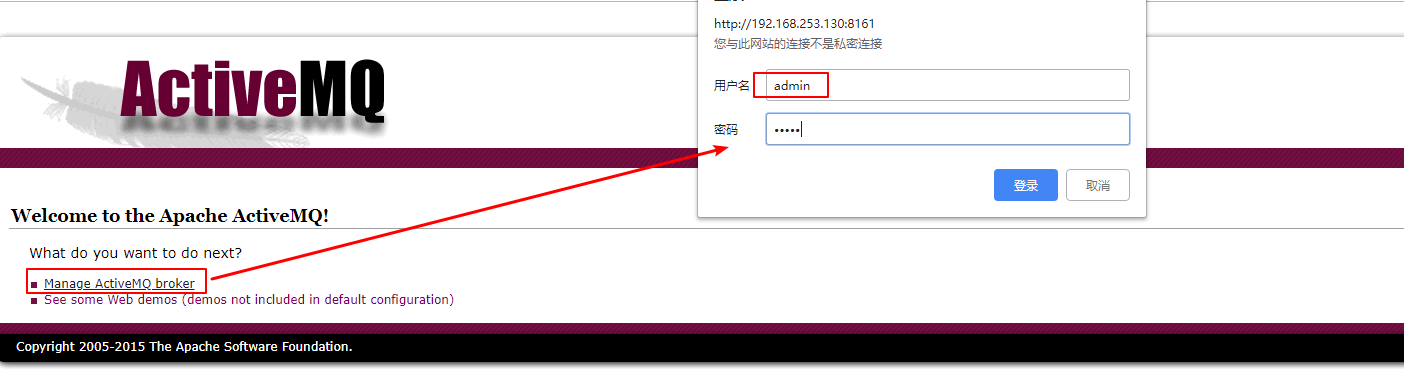 http://192.168.253.130:8161
您与此网站的连接不是私密连接
用户名 admin
密码 •••••
登录 取消
ActiveMQ
Welcome to the Apache ActiveMQ!
What do you want to do next?
Manage ActiveMQ broker
See some Web demos (demos not included in default configuration)
Copyright 2005-2015 The Apache Software Foundation.